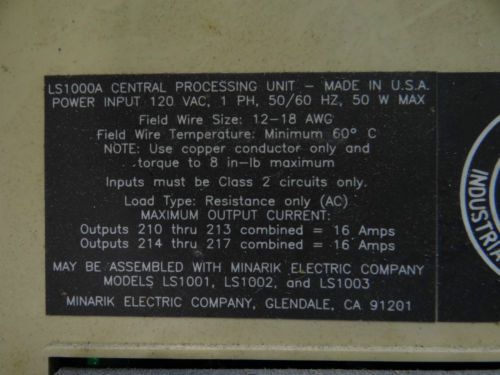 LS1000A CENTRAL PROCESSING UNIT – MADE IN U.S.A.
POWER INPUT 120 VAC, 1 PH, 50/60 HZ, 50 W MAX
Field Wire Size: 12–18 AWG
Field Wire Temperature: Minimum 60° C
NOTE: Use copper conductor only and
torque to 8 in–lb maximum
Inputs must be Class 2 circuits only.
Load Type: Resistance only (AC)
MAXIMUM OUTPUT CURRENT:
Outputs 210 thru 213 combined = 16 Amps
Outputs 214 thru 217 combined = 16 Amps
MAY BE ASSEMBLED WITH MINARIK ELECTRIC COMPANY
MODELS LS1001, LS1002, and LS1003
MINARIK ELECTRIC COMPANY, GLENDALE, CA 91201